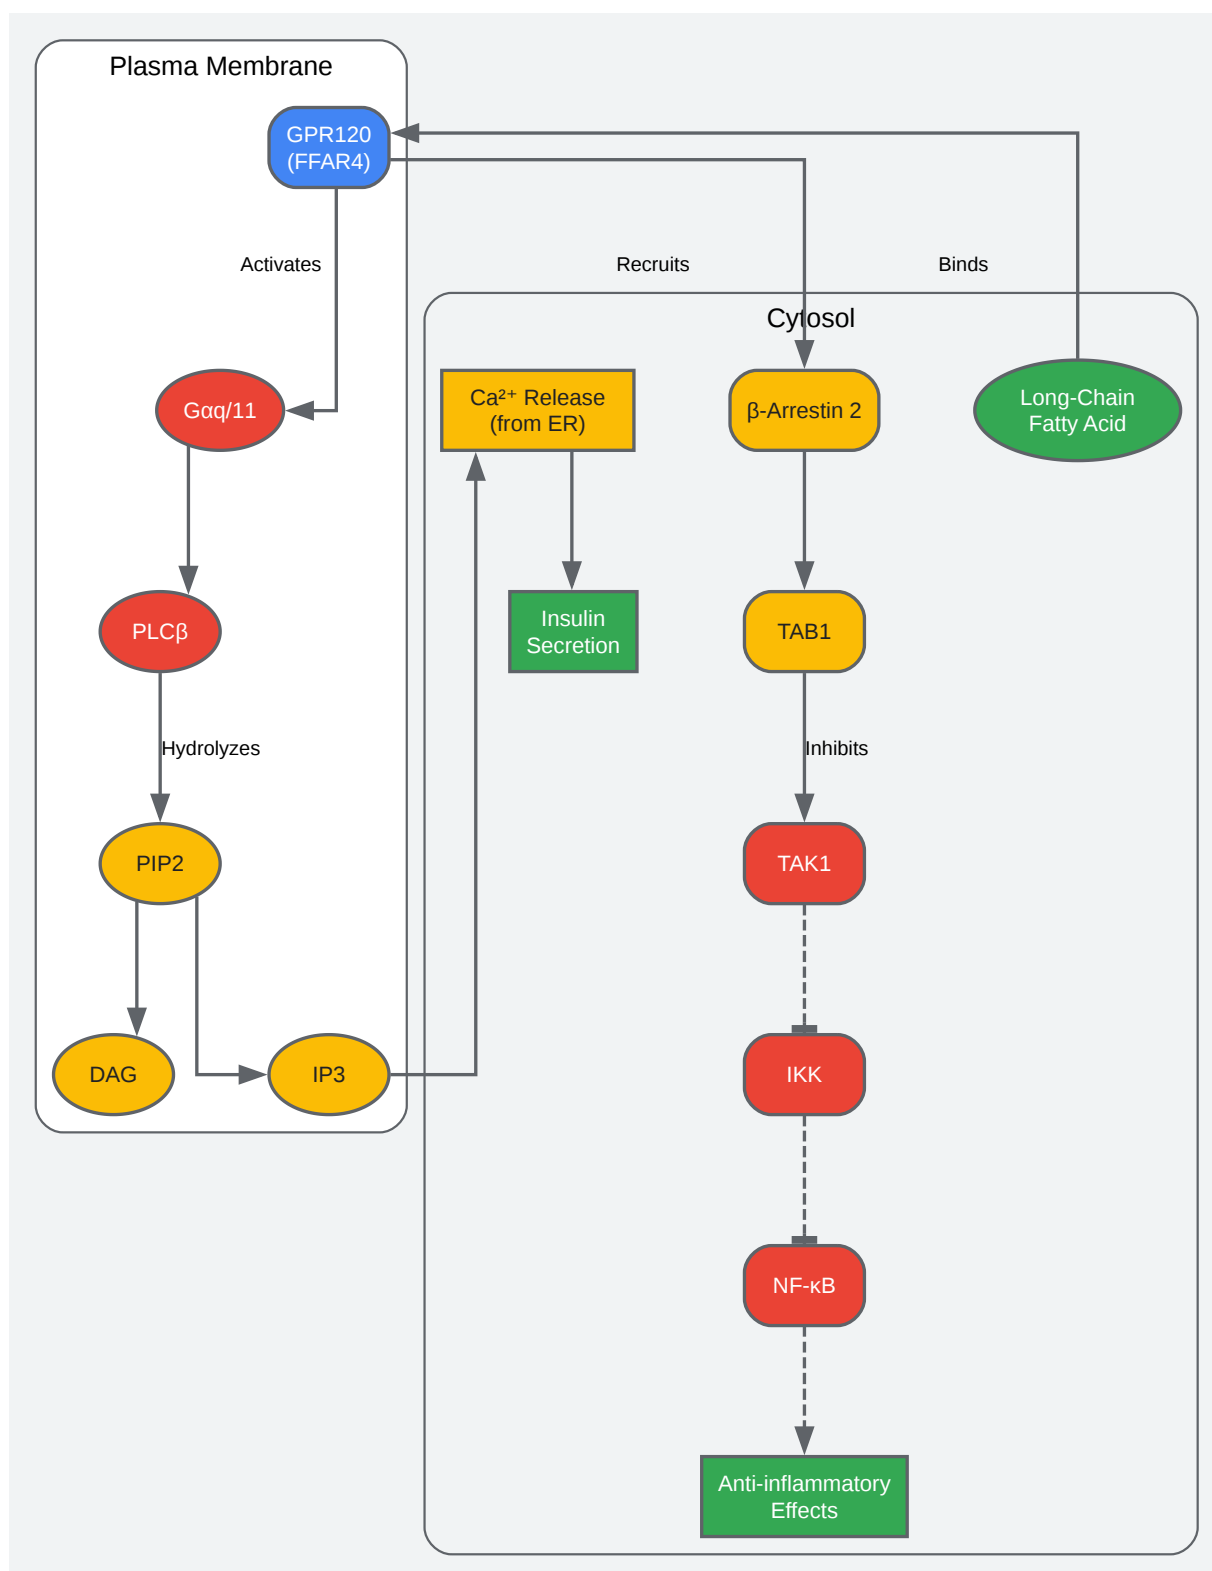 Plasma Membrane
GPR120
(FFAR4)
Activates
Recruits
Binds
Cytosol
Gαq/11
Ca²⁺ Release
(from ER)
β-Arrestin 2
Long-Chain
Fatty Acid
PLCβ
Insulin
Secretion
TAB1
Hydrolyzes
Inhibits
PIP2
TAK1
DAG
IP3
IKK
NF-κB
Anti-inflammatory
Effects